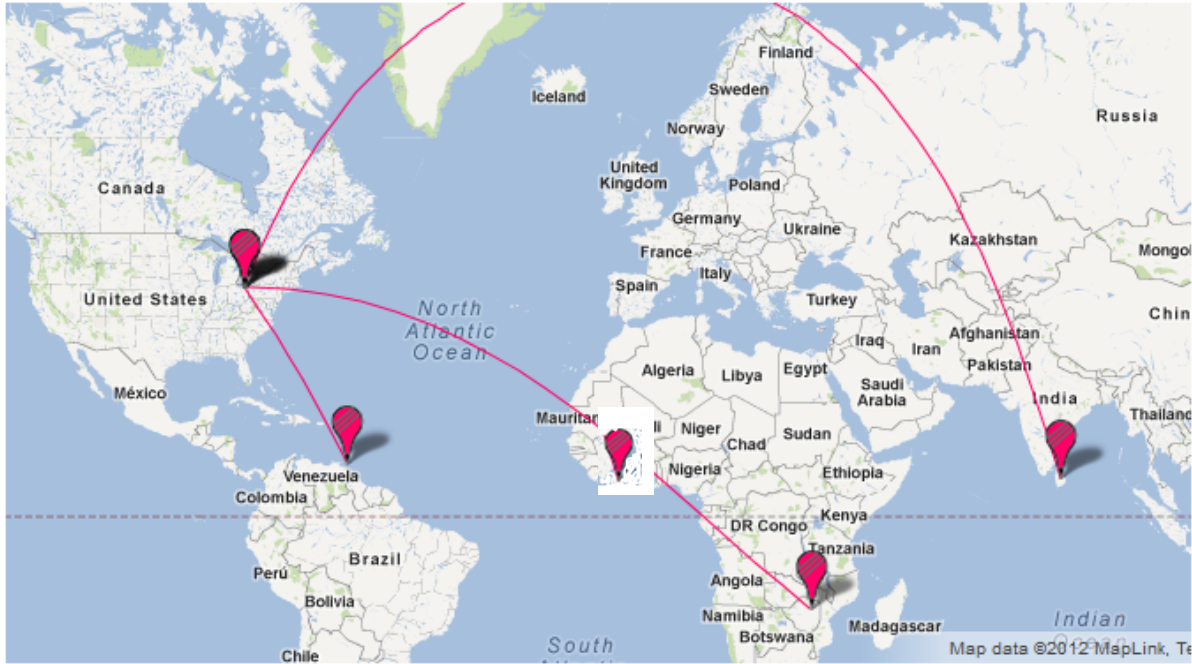 Finland
Iceland
Sweden
Russia
Norway
United
Kingdom
Canada
Poland
Germany
Ukraine
France
Kazakhstan
Mongol
Italy
Spain
United States
Turkey
North
Atlantic
Ocean
Chin
Afghanistan
Iraq
Iran
Pakistan
Algeria
Libya
Egypt
Saudi
Arabia
México
India
Thailand
Mauritan
li
Niger
Chad
Sudan
Nigeria
Ethiopia
Venezuela
Colombia
Kenya
DR Congo
Tanzania
Brazil
Perú
Angola
Bolivia
Namibia
Madagascar
Botswana
Indian
Ocean
South
Atlantic
Chile
Map data ©2012 MapLink, Te